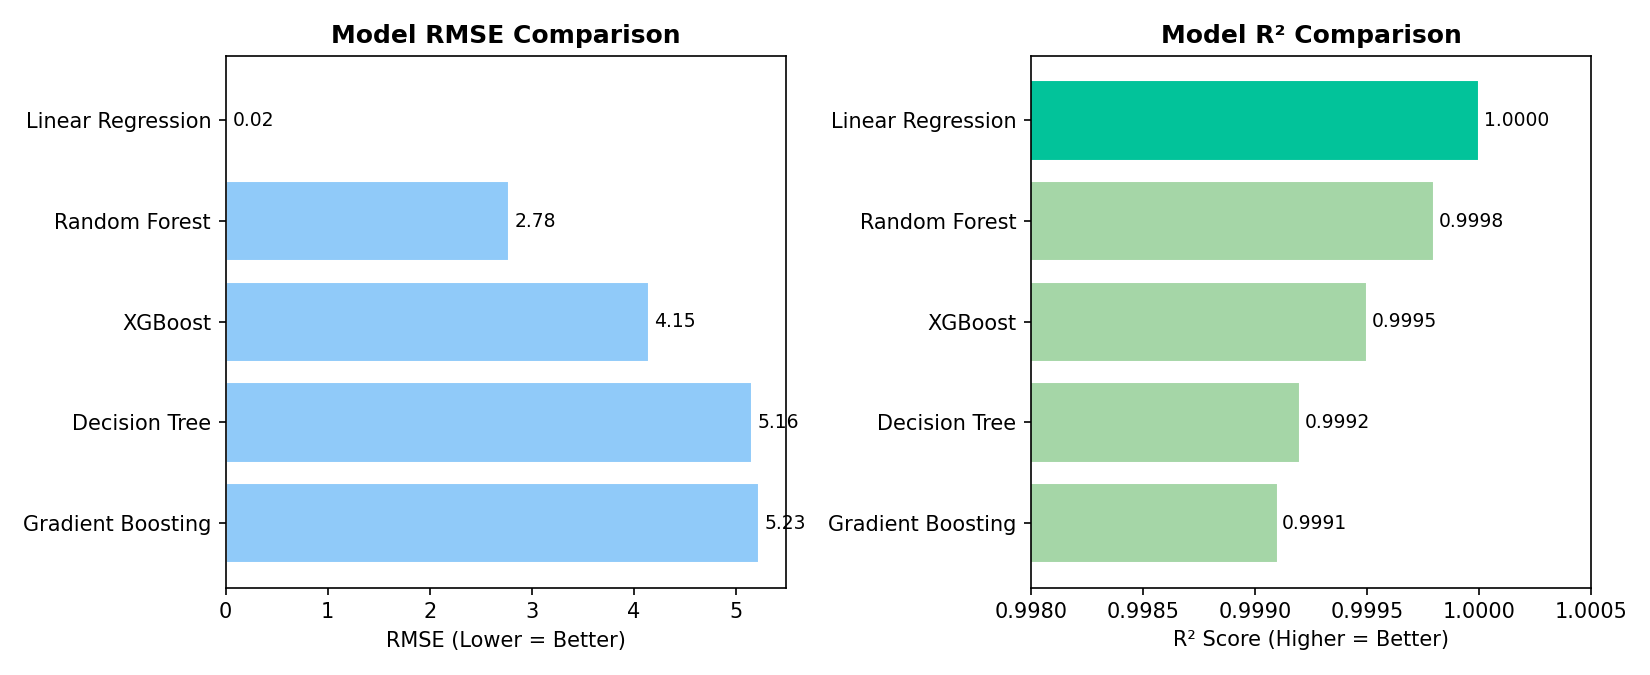 Model RMSE Comparison
Linear Regression
0.02
Random Forest
2.78
XGBoost
4.15
Decision Tree
5.16
Gradient Boosting
5.23
0 1 2 3 4 5
RMSE (Lower = Better)
Model R² Comparison
Linear Regression
1.0000
Random Forest
0.9998
XGBoost
0.9995
Decision Tree
0.9992
Gradient Boosting
0.9991
0.9980 0.9985 0.9990 0.9995 1.0000 1.0005
R² Score (Higher = Better)